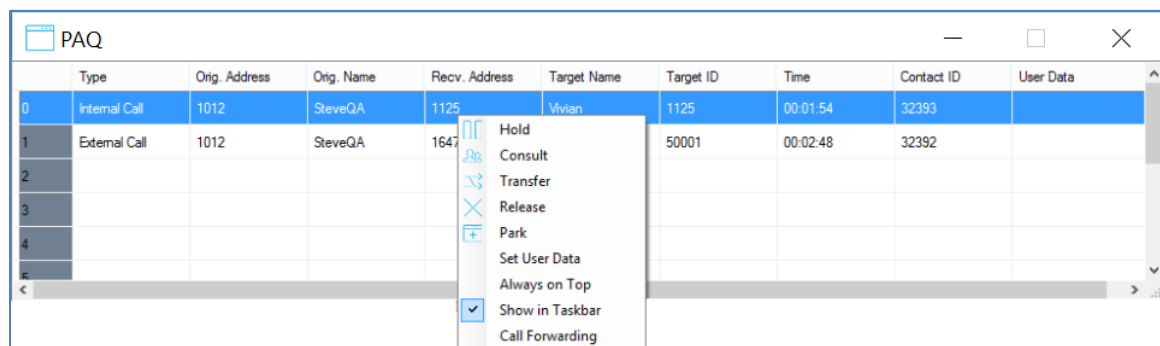 PAQ
Type Orig. Address Orig. Name Recv. Address Target Name Target ID Time Contact ID User Data
0 Internal Call 1012 SteveQA 1125 Vivian 1125 00:01:54 32393
1 External Call 1012 SteveQA 1647 50001 00:02:48 32392
2
3
4
5
Hold
Consult
Transfer
Release
Park
Set User Data
Always on Top
Show in Taskbar
Call Forwarding